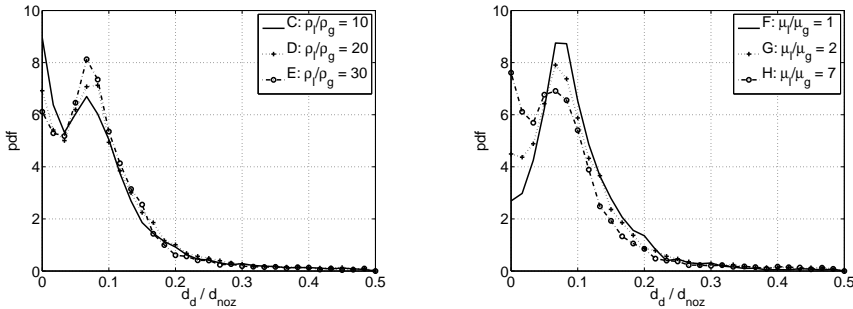 10
8
6
4
2
0
pdf
0
0.1
0.2
0.3
0.4
0.5
d_d / d_noz
C: ρ_l/ρ_g = 10
D: ρ_l/ρ_g = 20
E: ρ_l/ρ_g = 30
10
8
6
4
2
0
pdf
0
0.1
0.2
0.3
0.4
0.5
d_d / d_noz
F: μ_l/μ_g = 1
G: μ_l/μ_g = 2
H: μ_l/μ_g = 7